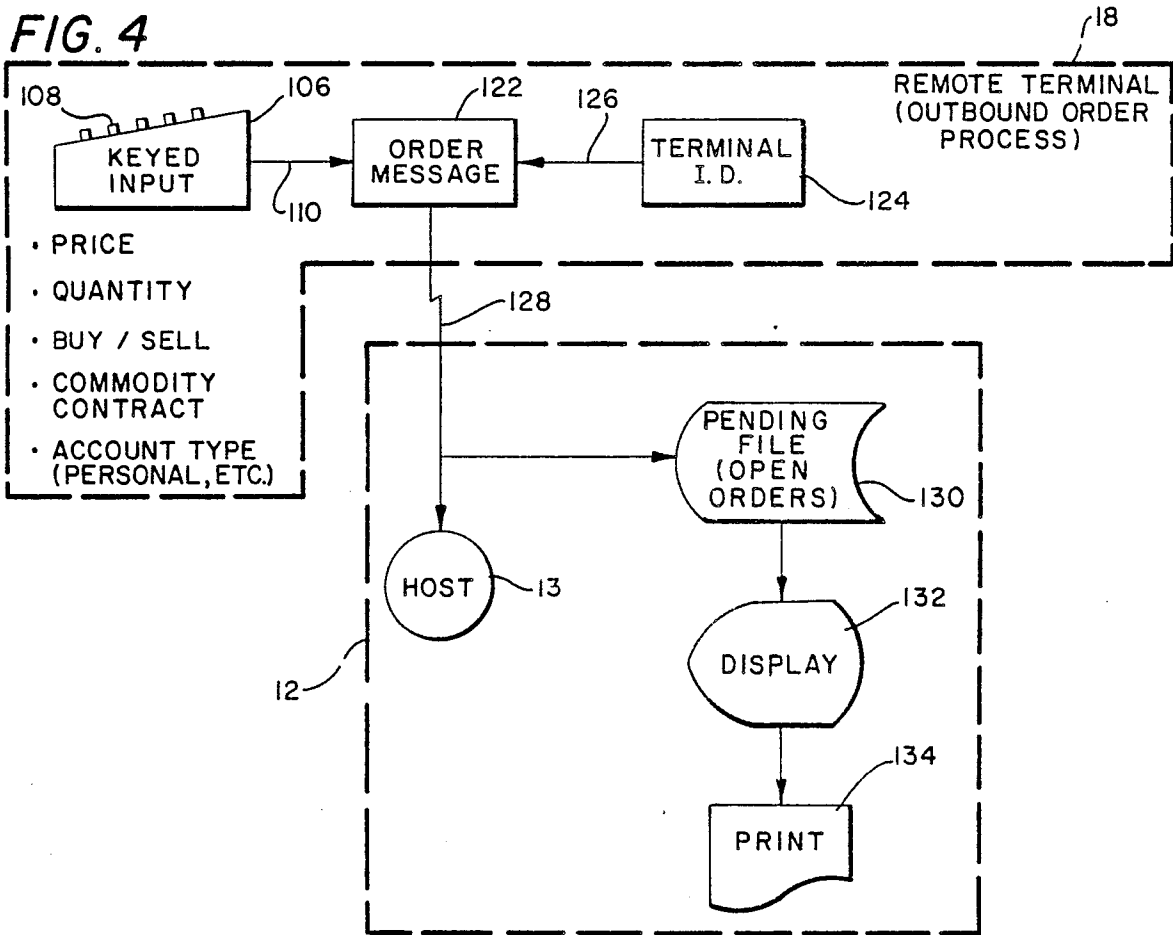 FIG. 4
18
108
106
122
126
REMOTE TERMINAL
(OUTBOUND ORDER
PROCESS)
KEYED
INPUT
ORDER
MESSAGE
TERMINAL
I.D.
110
124
• PRICE
• QUANTITY
• BUY / SELL
• COMMODITY
CONTRACT
• ACCOUNT TYPE
(PERSONAL, ETC.)
128
PENDING
FILE
(OPEN
ORDERS)
130
HOST
13
132
DISPLAY
12
134
PRINT